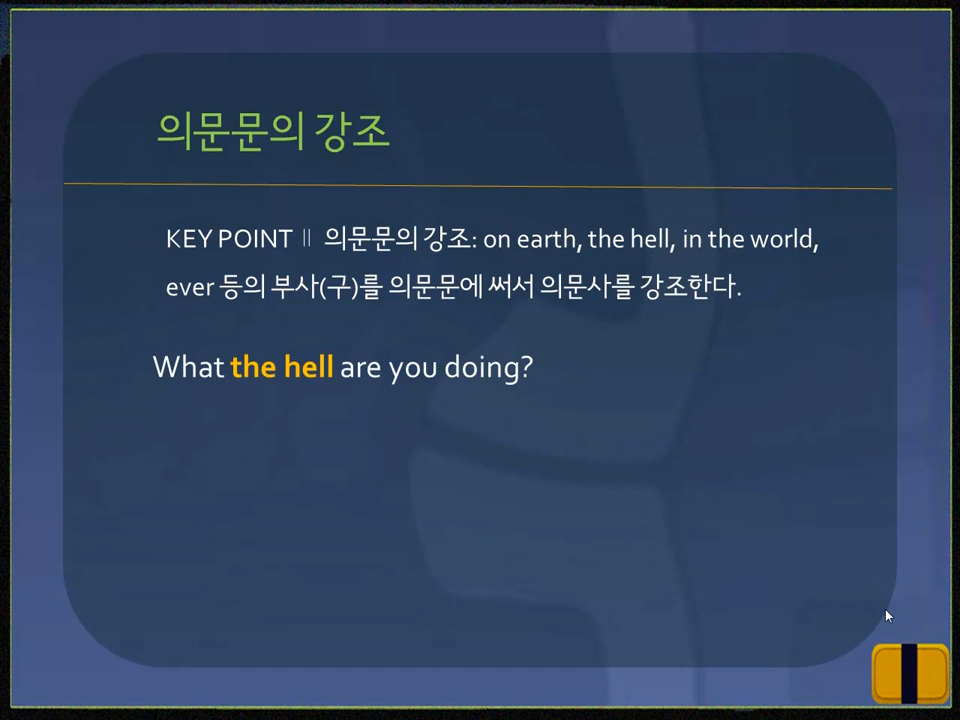 의문문의 강조
KEY POINT∥ 의문문의 강조: on earth, the hell, in the world,
ever 등의 부사(구)를 의문문에 써서 의문사를 강조한다.
What the hell are you doing?